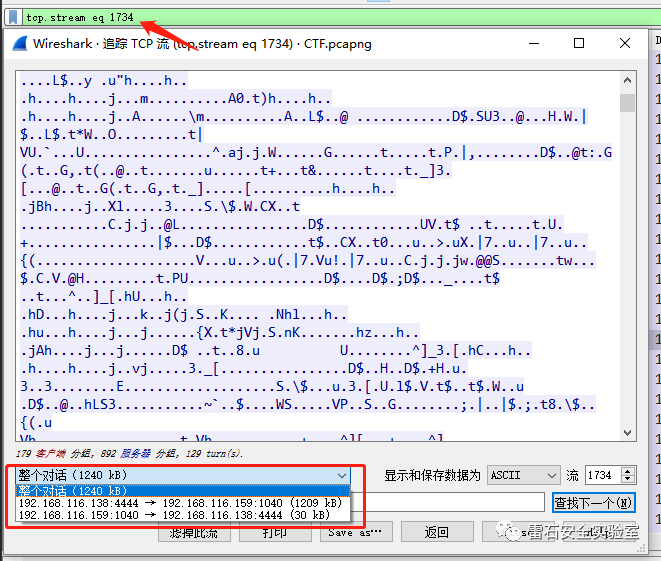 tcp.stream eq 1734
Wireshark · 追踪 TCP 流 (tcp.stream eq 1734) · CTF.pcapng
....L$..y .u"h....h..
.h....h....j...m..........A0.t)h....h..
.h....h....j..A......\m..........A..L$..@ ............D$.SU3..@...H.W.|
$..L$.t*W..O.........t|
VU.`...U..............^.aj.j.W......G......t.....t.P.|,........D$..@t:.G
(.t..G,.t(..@..t.......u......t+...t&......t....t._]3.
[...@..t..G(.t..G,.t._].....[..........h....h..
.jBh....j..Xl....3....S.\$.W.CX..t
...........C.j.j..@L................D$............UV.t$ ..t.....t.U.
+................|$...D$...........t$..CX..t0...u..>.uX.|7..u..|7..u..
{(....................V...u..>.u(.|7.Vu!.|7..u..C.j.j.jw.@@S.......tw...
$.C.V.@H.........t.PU.................D$....D$.;D$..._....t$
..t...^..]_[.hU...h..
.hD...h....j...k..j(j.S..K.... .Nhl...h..
.hu...h....j...j......{X.t*jVj.S.nK.......hz...h..
.jAh....j...j......D$ ..t..8.u          U........^]_3.[.hC...h..
.h....h....j..vj.....3._[...............D$..H..D$.+H.u.
3..3........E...................S.\$...u.3.[.U.l$.V.t$..t$.W..u
.D$..@..hLS3...........~`..$....WS.....VP..S..G........;.|..|$.;.t8.\$..
{(.u
179 客户端 分组, 892 服务器 分组, 129 turn(s).
整个对话 (1240 kB)
显示和保存数据为 ASCII 流 1734
整个对话 (1240 kB)
192.168.116.138:4444 → 192.168.116.159:1040 (1209 kB)
192.168.116.159:1040 → 192.168.116.138:4444 (30 kB)
查找下一个(N)
滤掉此流 打印 Save as… 返回
雷石安全实验室